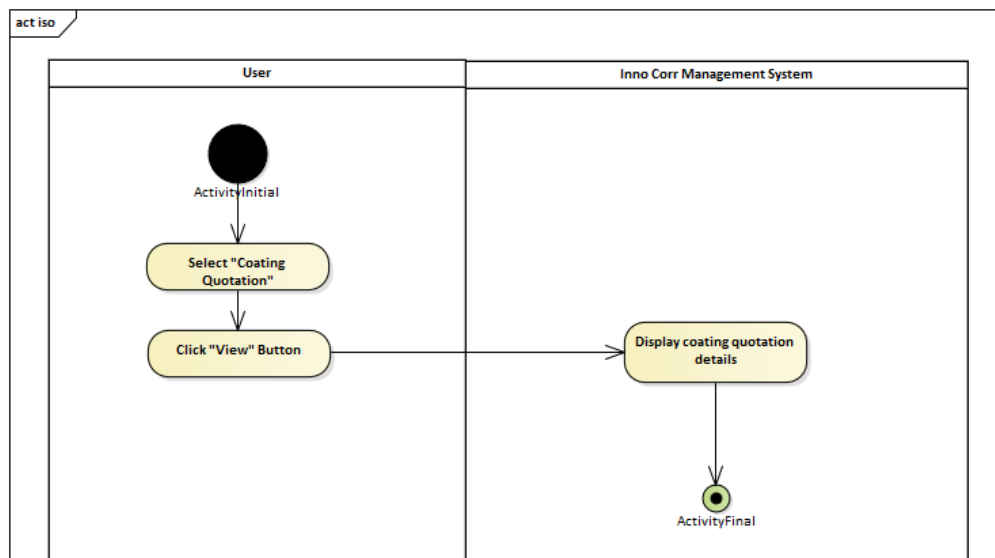 act iso
User
Inno Corr Management System
ActivityInitial
Select "Coating
Quotation"
Click "View" Button
Display coating quotation
details
ActivityFinal